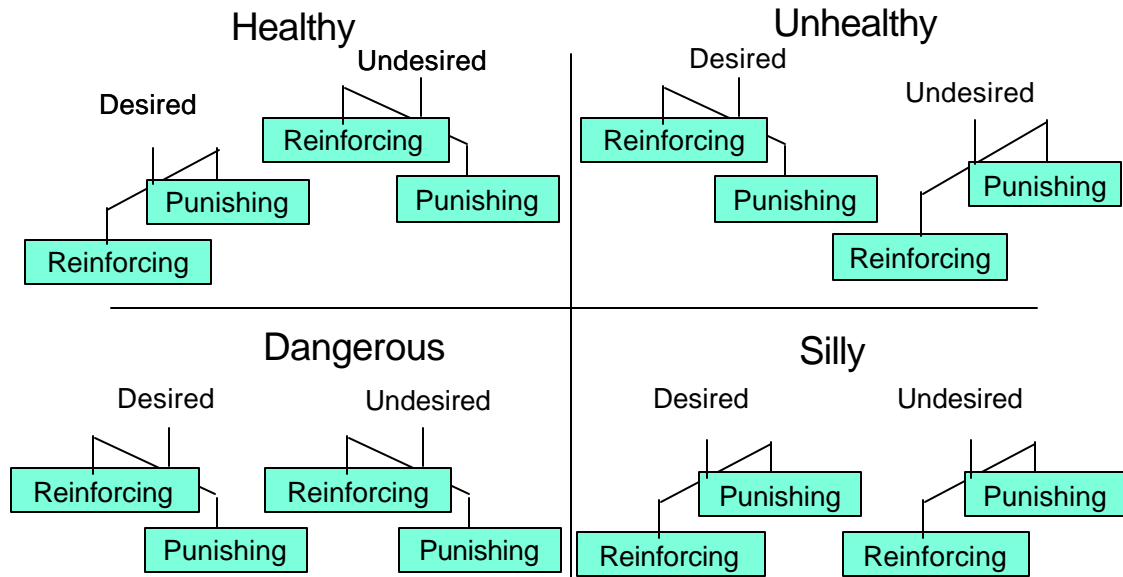 Healthy
Undesired
Desired
Reinforcing
Punishing
Punishing
Reinforcing
Unhealthy
Desired
Undesired
Reinforcing
Punishing
Punishing
Reinforcing
Dangerous
Desired
Undesired
Reinforcing
Reinforcing
Punishing
Punishing
Silly
Desired
Undesired
Punishing
Punishing
Reinforcing
Reinforcing